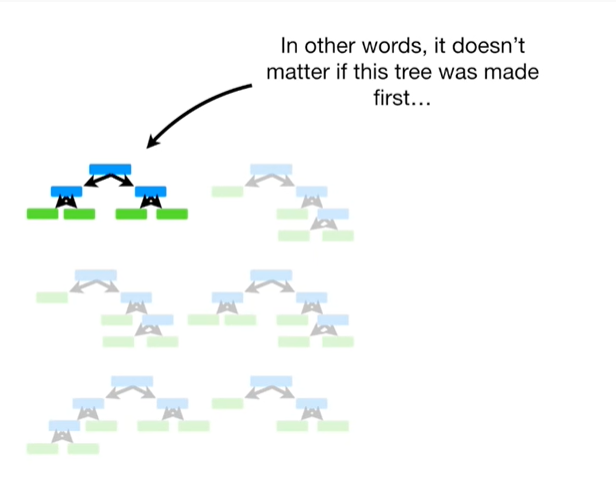 In other words, it doesn’t
matter if this tree was made
first…